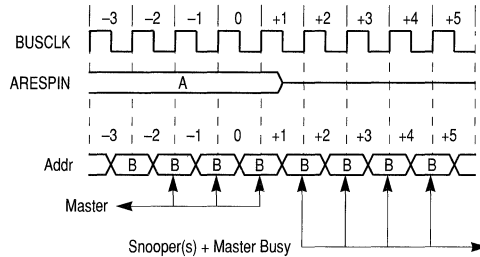 −3 −2 −1 0 +1 +2 +3 +4 +5
BUSCLK
ARESPIN
A
−3 −2 −1 0 +1 +2 +3 +4 +5
Addr B B B B B B B B
Master
Snooper(s) + Master Busy